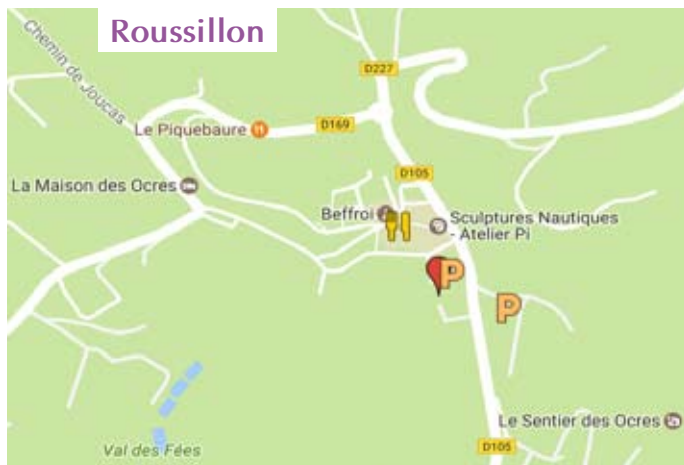 Roussillon
Chemin de Joucas
D227
Le Piquebaure
D169
D105
La Maison des Ocres
Beffroi
Sculptures Nautiques
- Atelier Pi
P
P
Le Sentier des Ocres
D105
Val des Fées